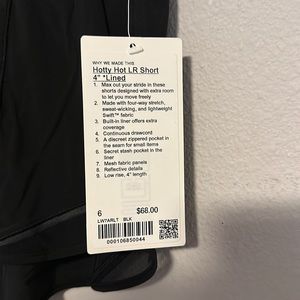 WHY WE MADE THIS
Hotty Hot LR Short
4" *Lined
1. Max out your stride in these
shorts designed with extra room
to let you move freely
2. Made with four-way stretch,
sweat-wicking, and lightweight
Swift™ fabric
3. Built-in liner offers extra
coverage
4. Continuous drawcord
5. A discreet zippered pocket in
the seam for small items
6. Secret stash pocket in the
liner
7. Mesh fabric panels
8. Reflective details
9. Low rise, 4" length
6 $68.00
LW7ARLT BLK
000106850044